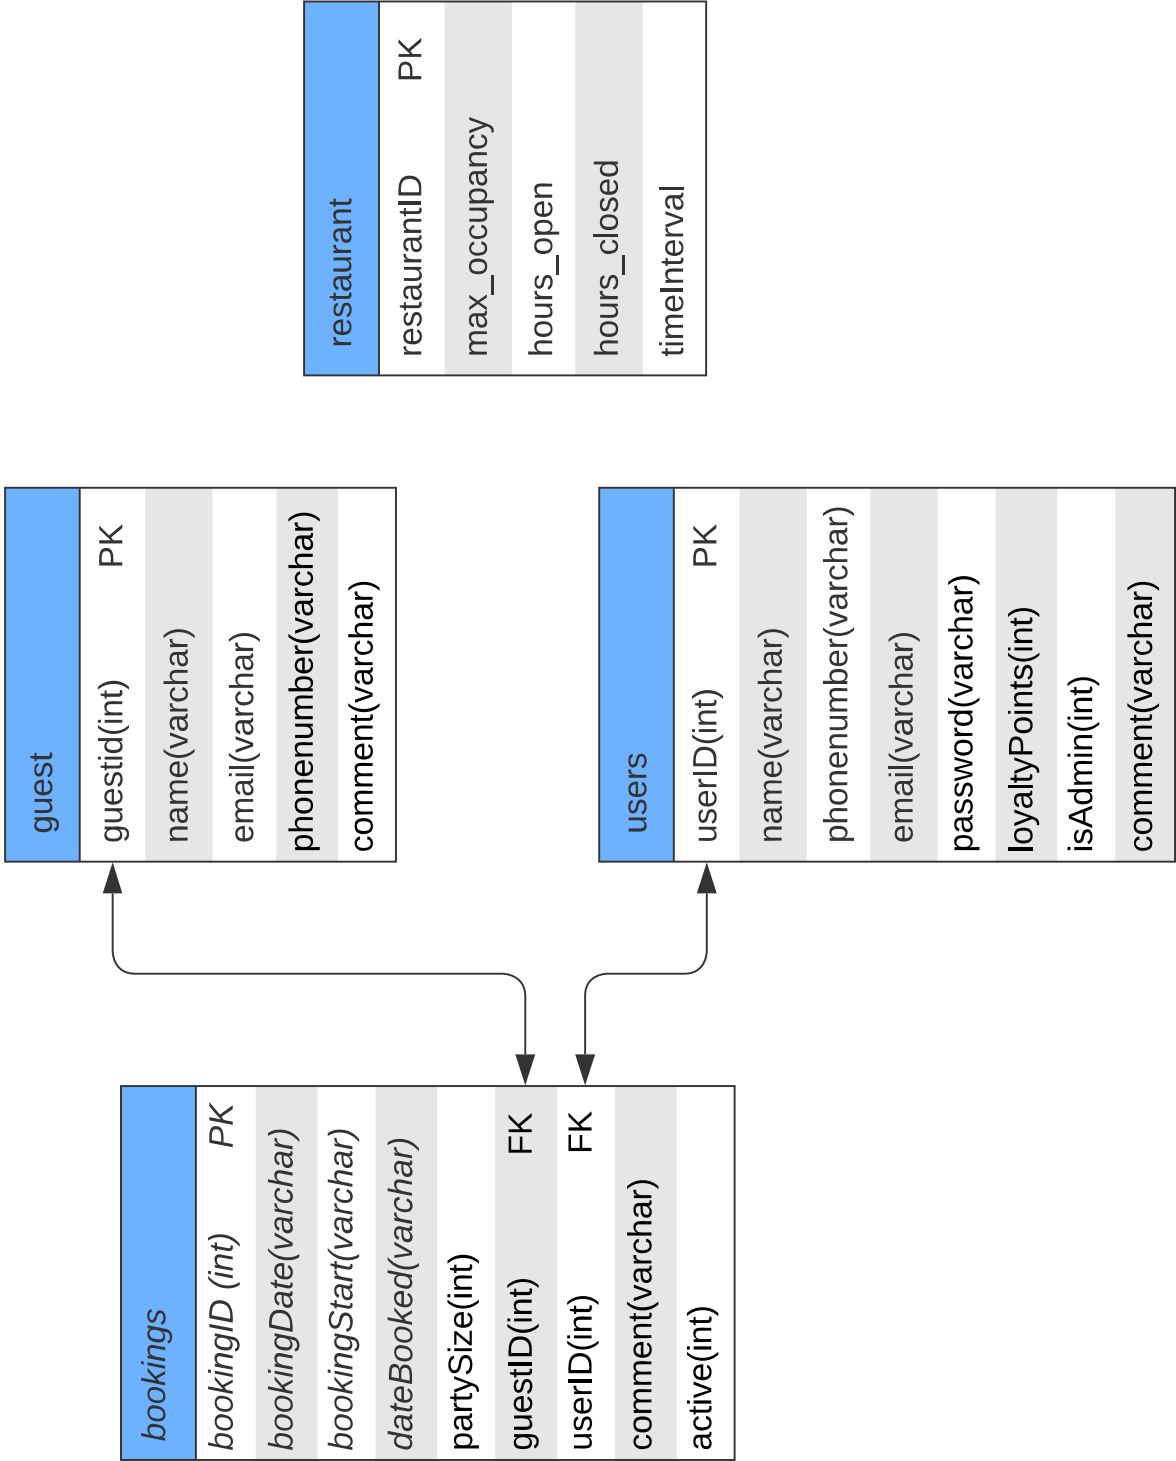 bookings
bookingID (int) PK
bookingDate(varchar)
bookingStart(varchar)
dateBooked(varchar)
partySize(int)
guestID(int) FK
userID(int) FK
comment(varchar)
active(int)
guest
guestid(int) PK
name(varchar)
email(varchar)
phonenumber(varchar)
comment(varchar)
users
userID(int) PK
name(varchar)
phonenumber(varchar)
email(varchar)
password(varchar)
loyaltyPoints(int)
isAdmin(int)
comment(varchar)
restaurant
restaurantID PK
max_occupancy
hours_open
hours_closed
timeInterval